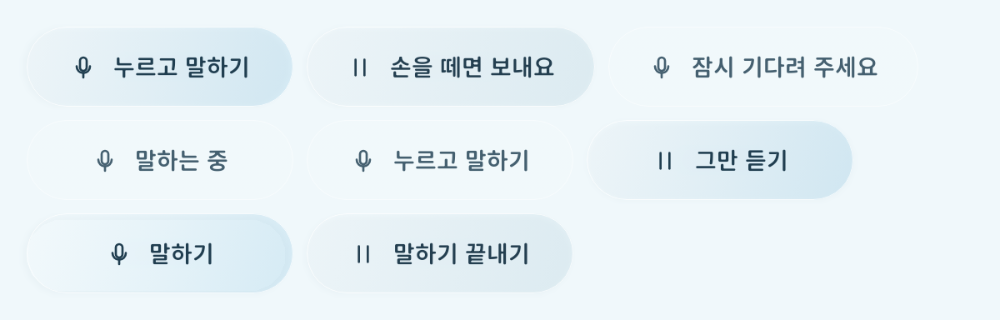 누르고 말하기
손을 떼면 보내요
잠시 기다려 주세요
말하는 중
누르고 말하기
그만 듣기
말하기
말하기 끝내기